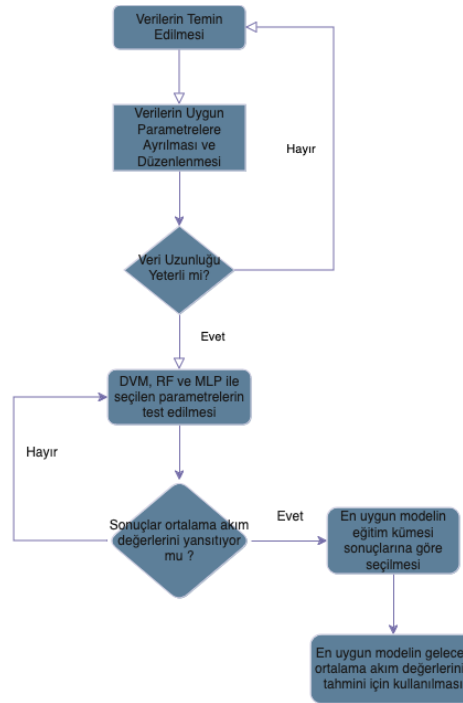 Verilerin Temin
Edilmesi
Verilerin Uygun
Parametrelere
Ayrılması ve
Düzenlenmesi
Hayır
Veri Uzunluğu
Yeterli mi?
Evet
DVM, RF ve MLP ile
seçilen parametrelerin
test edilmesi
Hayır
Sonuçlar ortalama akım
değerlerini yansıtıyor
mu ?
Evet
En uygun modelin
eğitim kümesi
sonuçlarına göre
seçilmesi
En uygun modelin gelece
ortalama akım değerlerini
tahmini için kullanılması